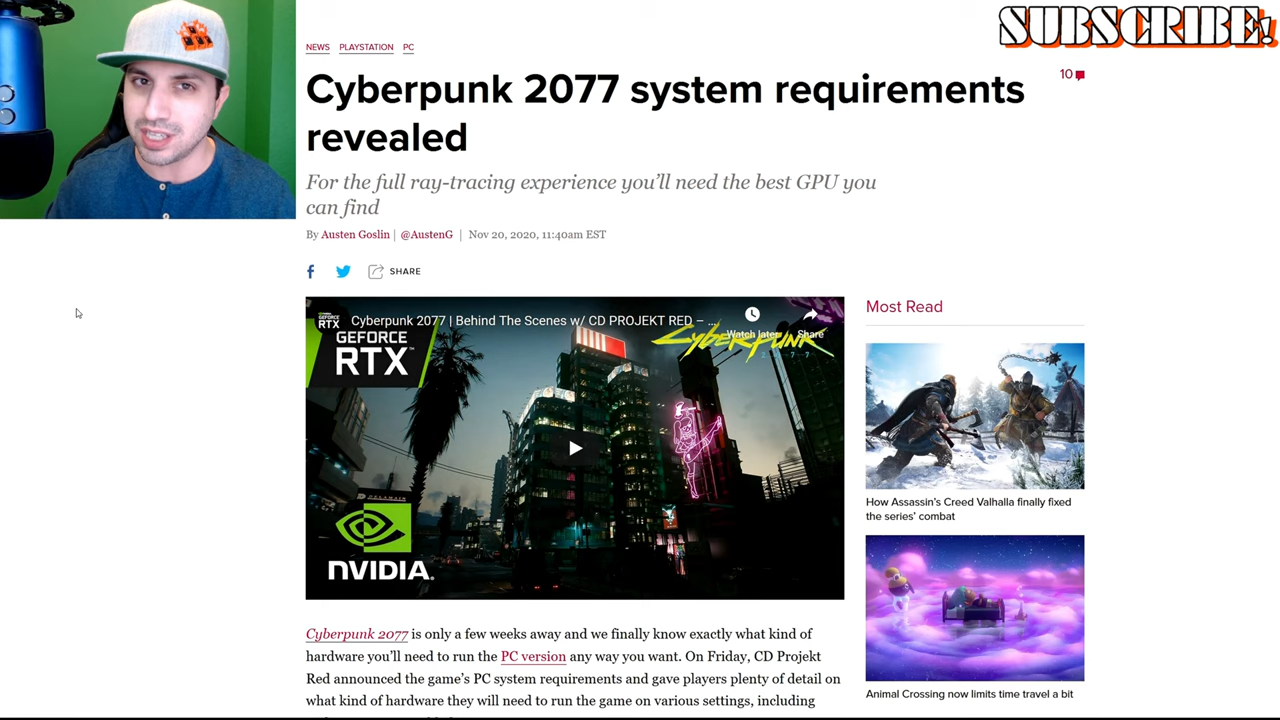 SUBSCRIBE!
NEWS PLAYSTATION PC
Cyberpunk 2077 system requirements
revealed
10
For the full ray-tracing experience you'll need the best GPU you
can find
By Austen Goslin | @AustenG | Nov 20, 2020, 11:40am EST
SHARE
Most Read
Cyberpunk 2077 | Behind The Scenes w/ CD PROJEKT RED – ...
Watch later
Share
GEFORCE
RTX
Cyberpunk
2077
NVIDIA.
How Assassin's Creed Valhalla finally fixed
the series' combat
Cyberpunk 2077 is only a few weeks away and we finally know exactly what kind of
hardware you'll need to run the PC version any way you want. On Friday, CD Projekt
Red announced the game's PC system requirements and gave players plenty of detail on
what kind of hardware they will need to run the game on various settings, including
Animal Crossing now limits time travel a bit